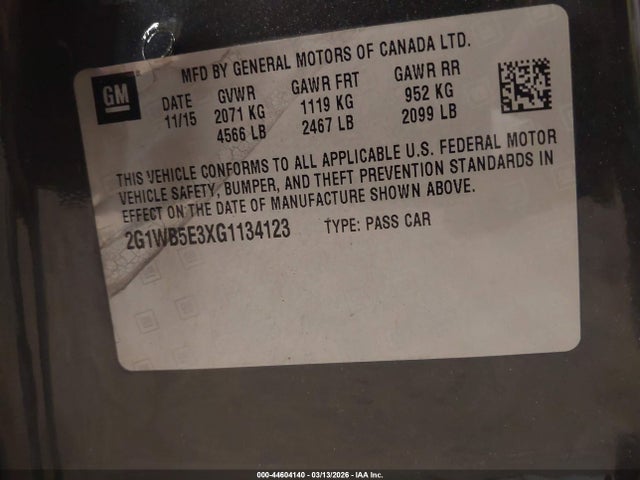 MFD BY GENERAL MOTORS OF CANADA LTD.
GM
DATE GVWR GAWR FRT GAWR RR
11/15 2071 KG 1119 KG 952 KG
4566 LB 2467 LB 2099 LB
THIS VEHICLE CONFORMS TO ALL APPLICABLE U.S. FEDERAL MOTOR
VEHICLE SAFETY, BUMPER, AND THEFT PREVENTION STANDARDS IN
EFFECT ON THE DATE OF MANUFACTURE SHOWN ABOVE.
2G1WB5E3XG1134123 TYPE: PASS CAR
000-44604140 - 03/13/2026 - IAA Inc.